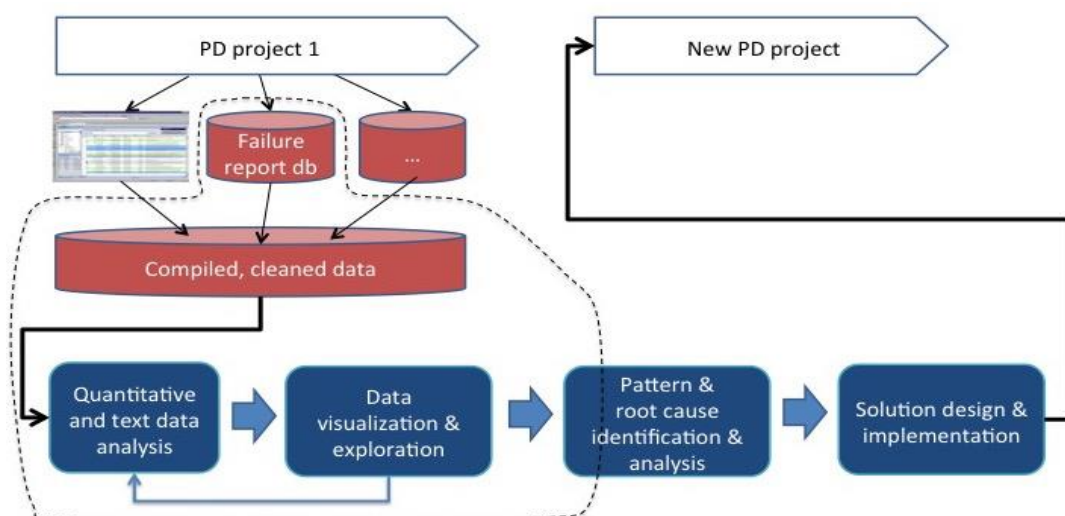 PD project 1
New PD project
Failure
report db
...
Compiled, cleaned data
Quantitative
and text data
analysis
Data
visualization &
exploration
Pattern &
root cause
identification &
analysis
Solution design &
implementation